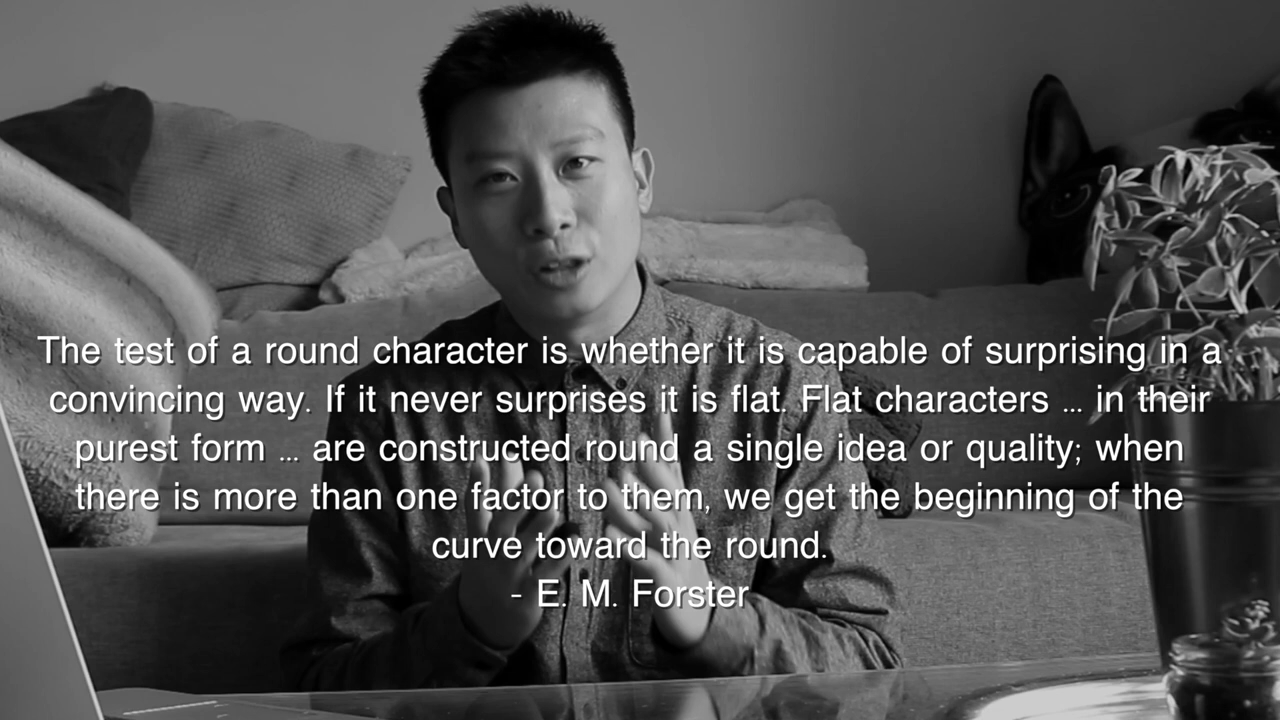 The test of a round character is whether it is capable of surprising in a
convincing way. If it never surprises it is flat. Flat characters ... in their
purest form ... are constructed round a single idea or quality; when
there is more than one factor to them, we get the beginning of the
curve toward the round.
- E. M. Forster